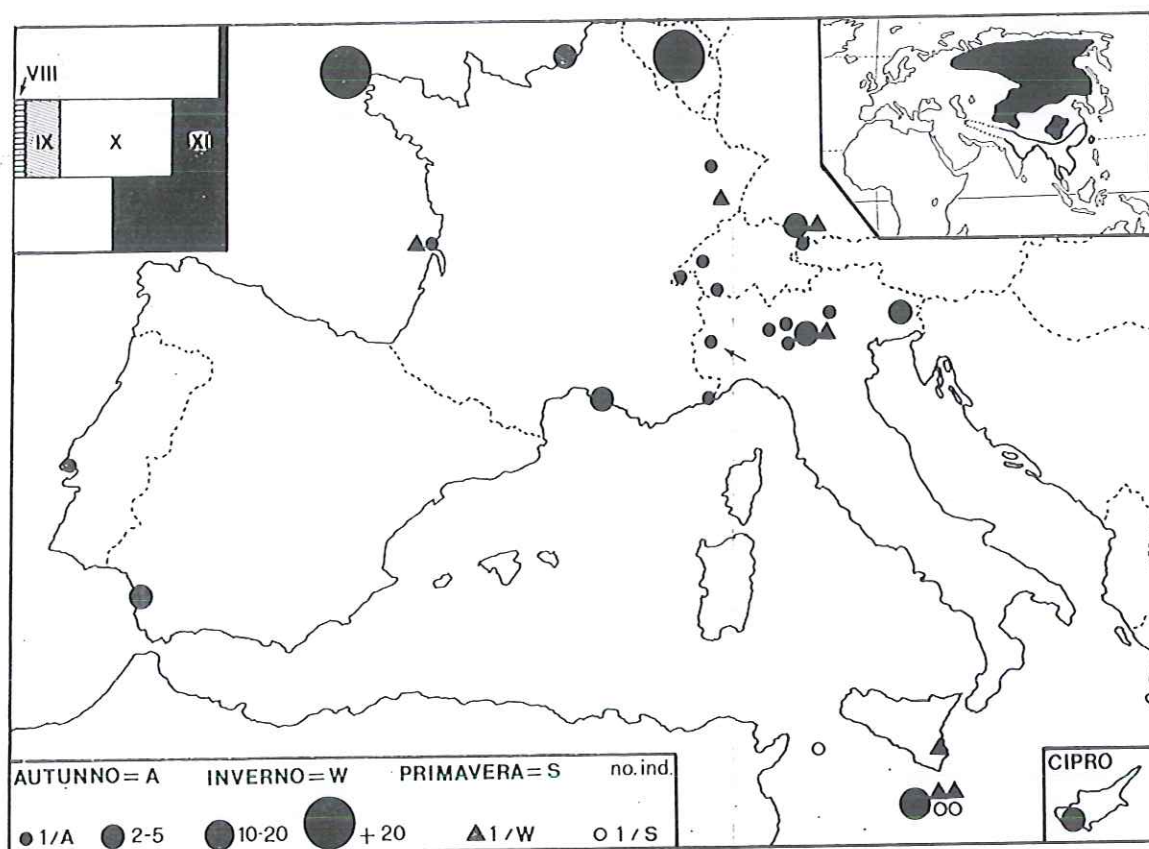 VIII
IX X XI
AUTUNNO = A INVERNO = W PRIMAVERA = S no. ind.
1/A 2-5 10-20 +20 1/W 1/S
CIPRO